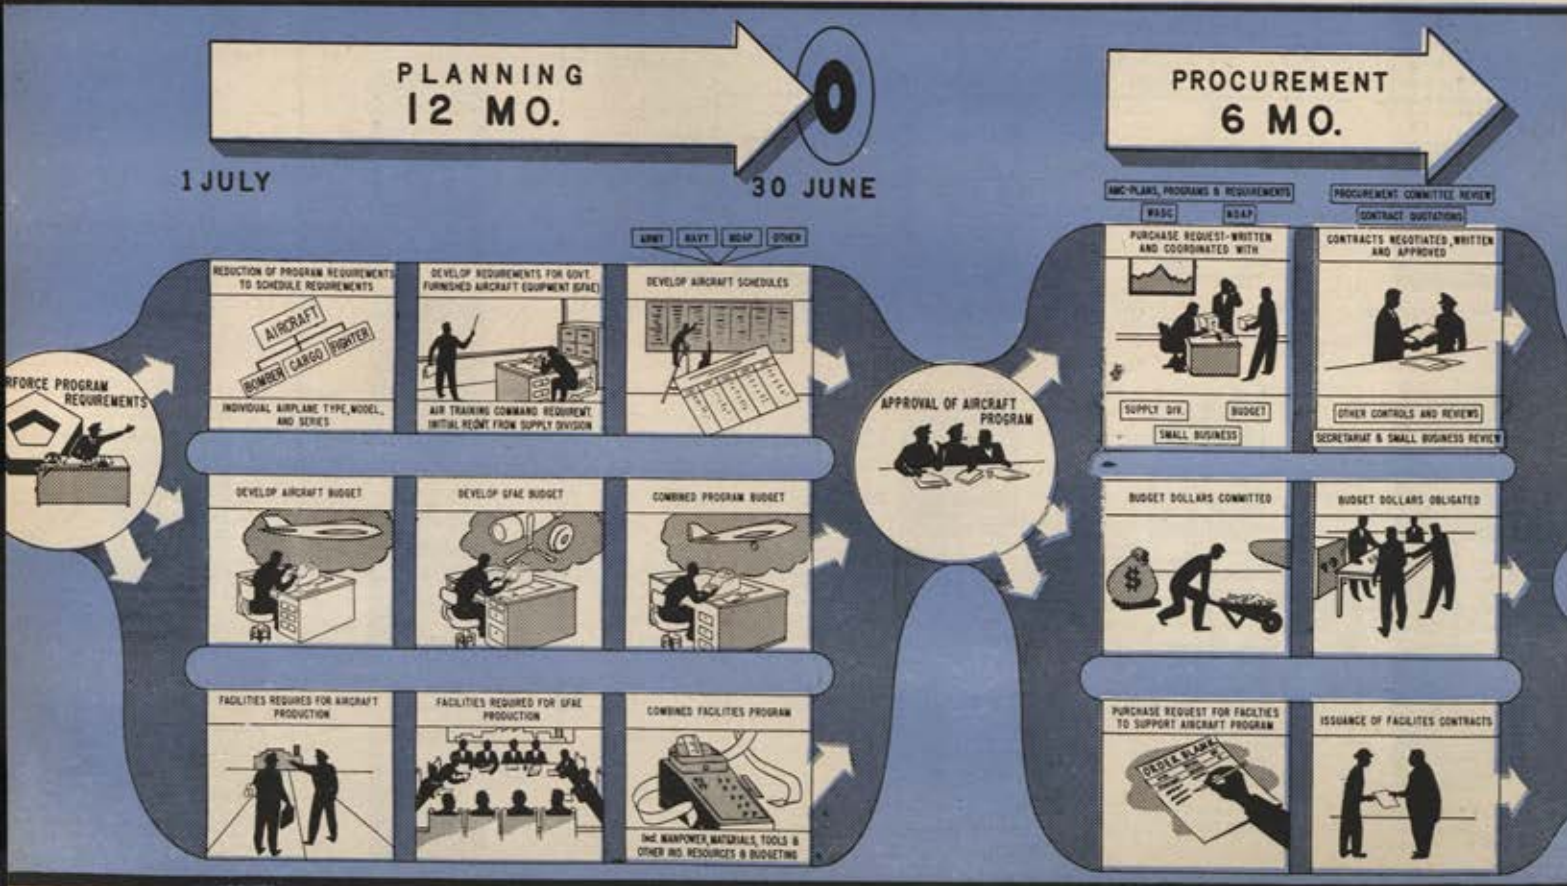 PLANNING
12 MO.
PROCUREMENT
6 MO.
1 JULY
30 JUNE
ARMY
NAVY
MDAP
OTHER
AMC-PLANS, PROGRAMS & REQUIREMENTS
WASC
MDAP
PROCUREMENT COMMITTEE REVIEW
CONTRACT QUOTATIONS
RFORCE PROGRAM
REQUIREMENTS
REDUCTION OF PROGRAM REQUIREMENTS
TO SCHEDULE REQUIREMENTS
AIRCRAFT
BOMBER
CARGO
FIGHTER
INDIVIDUAL AIRPLANE TYPE, MODEL,
AND SERIES
DEVELOP REQUIREMENTS FOR GOVT.
FURNISHED AIRCRAFT EQUIPMENT (GFAE)
AIR TRAINING COMMAND REQUIREMT.
INITIAL REQMT. FROM SUPPLY DIVISION
DEVELOP AIRCRAFT SCHEDULES
APPROVAL OF AIRCRAFT
PROGRAM
PURCHASE REQUEST-WRITTEN
AND COORDINATED WITH
SUPPLY DIV.
BUDGET
SMALL BUSINESS
CONTRACTS NEGOTIATED, WRITTEN
AND APPROVED
OTHER CONTROLS AND REVIEWS
SECRETARIAT & SMALL BUSINESS REVIEW
DEVELOP AIRCRAFT BUDGET
DEVELOP GFAE BUDGET
COMBINED PROGRAM BUDGET
BUDGET DOLLARS COMMITTED
$
BUDGET DOLLARS OBLIGATED
FACILITIES REQUIRED FOR AIRCRAFT
PRODUCTION
FACILITIES REQUIRED FOR GFAE
PRODUCTION
COMBINED FACILITIES PROGRAM
Incl. MANPOWER, MATERIALS, TOOLS &
OTHER IND. RESOURCES & BUDGETING
PURCHASE REQUEST FOR FACILTIES
TO SUPPORT AIRCRAFT PROGRAM
ORDER BLANK
ISSUANCE OF FACILITES CONTRACTS